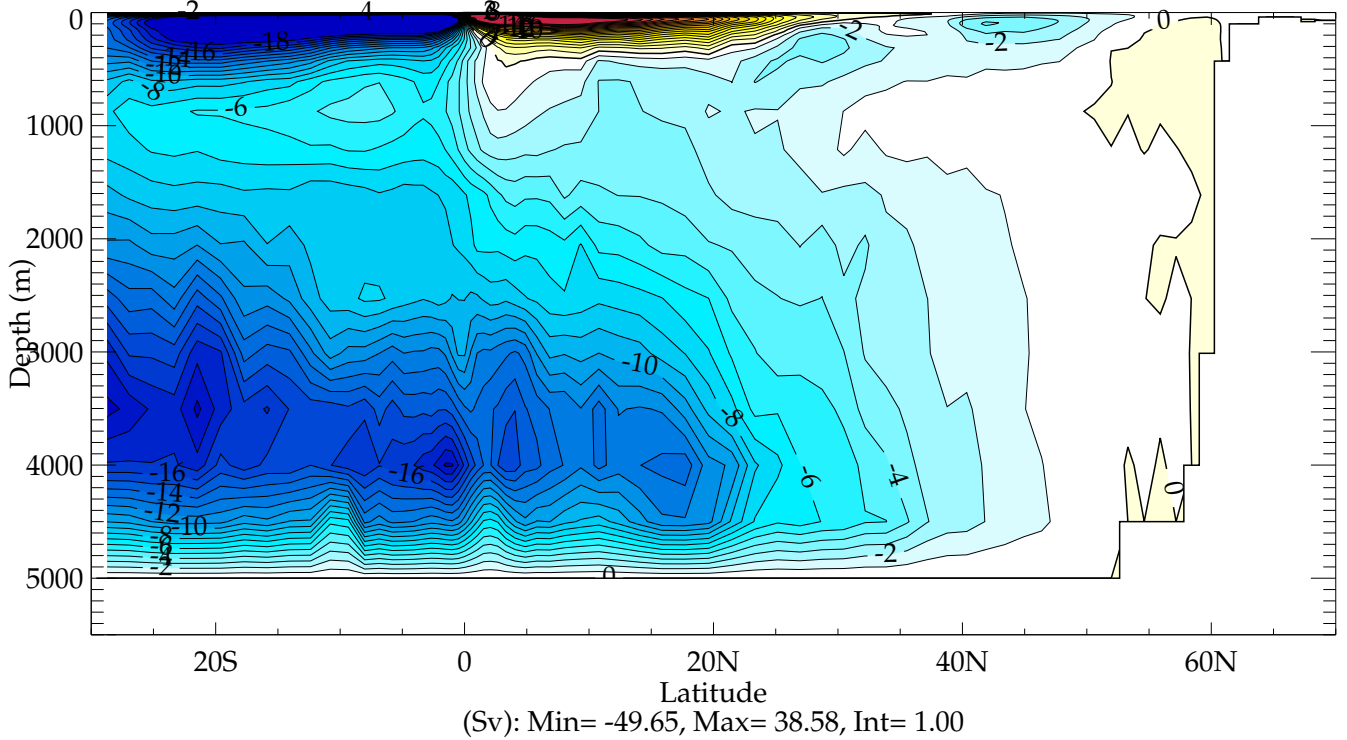 -2 4 8 0
0 -18 -16 -14 -2 -2
-10
-8
-6
1000
2000
Depth (m)
3000
-10
-8
4000 -16 -16 -6 -4 0
-14
-12
-10
-8
-2
-2
5000 0
20S 0 20N 40N 60N
Latitude
(Sv): Min= -49.65, Max= 38.58, Int= 1.00